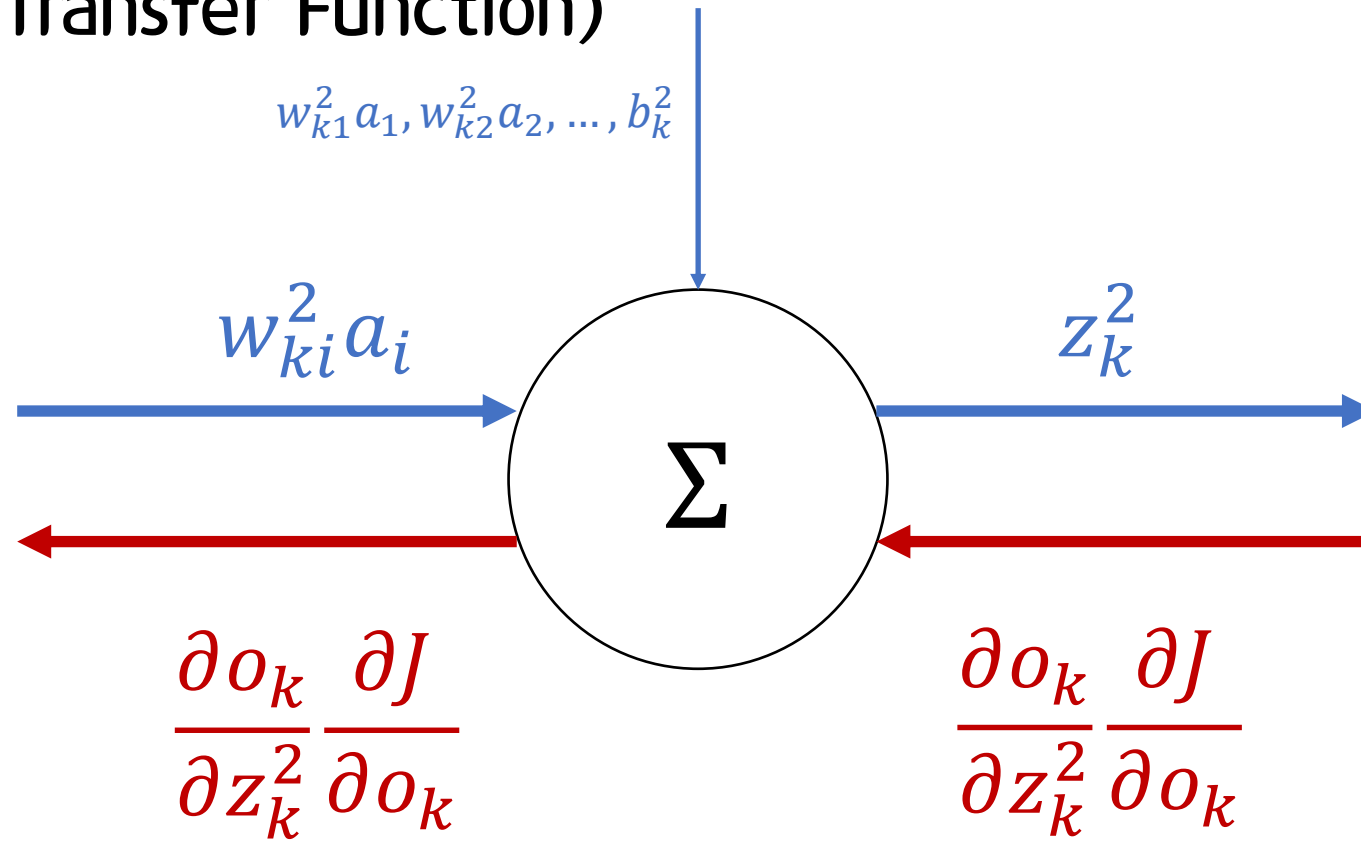 Transfer Function)
w²ₖ₁a₁, w²ₖ₂a₂, … , b²ₖ
w²ₖᵢaᵢ
z²ₖ
Σ
∂oₖ/∂z²ₖ ∂J/∂oₖ
∂oₖ/∂z²ₖ ∂J/∂oₖ